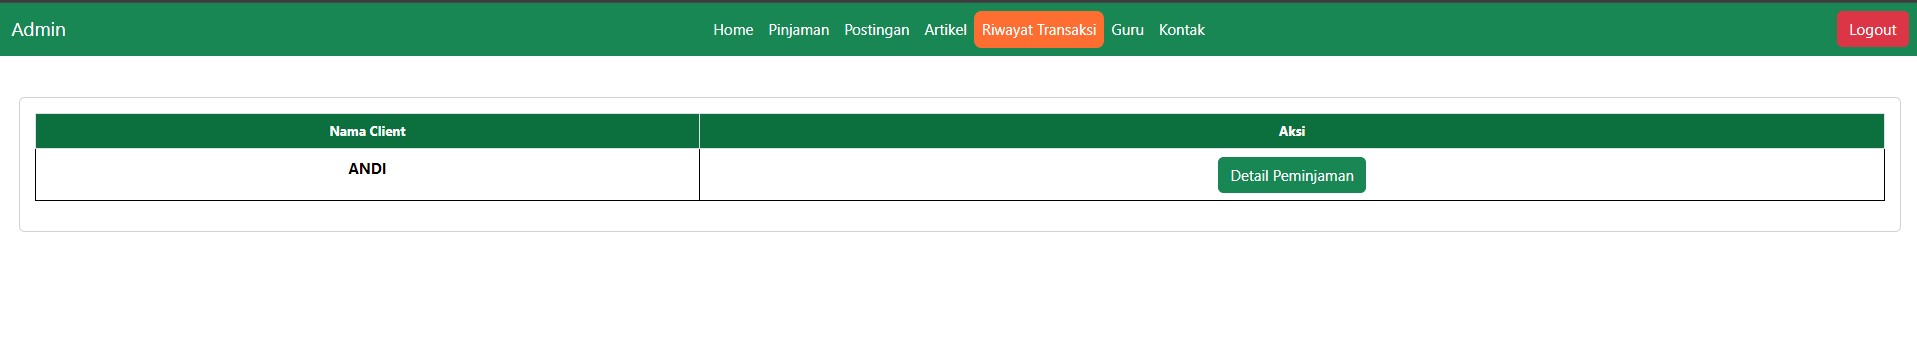 Admin Home Pinjaman Postingan Artikel Riwayat Transaksi Guru Kontak Logout
Nama Client Aksi
ANDI Detail Peminjaman